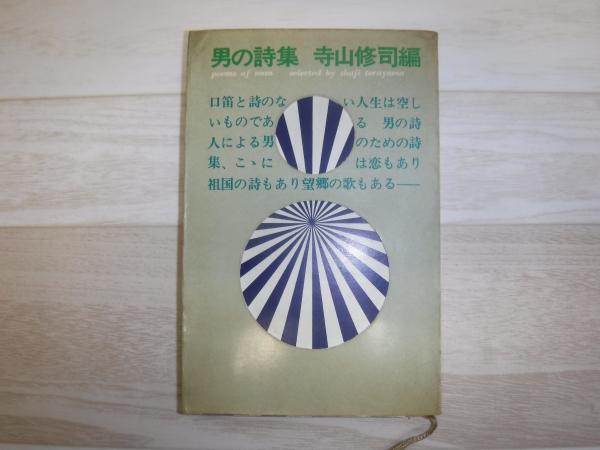 男の詩集 寺山修司編
poems of man selected by shuji terayama
口笛と詩のない人生は空し
いものである 男の詩
人による男のための詩
集、こゝには恋もあり
祖国の詩もあり望郷の歌もある――